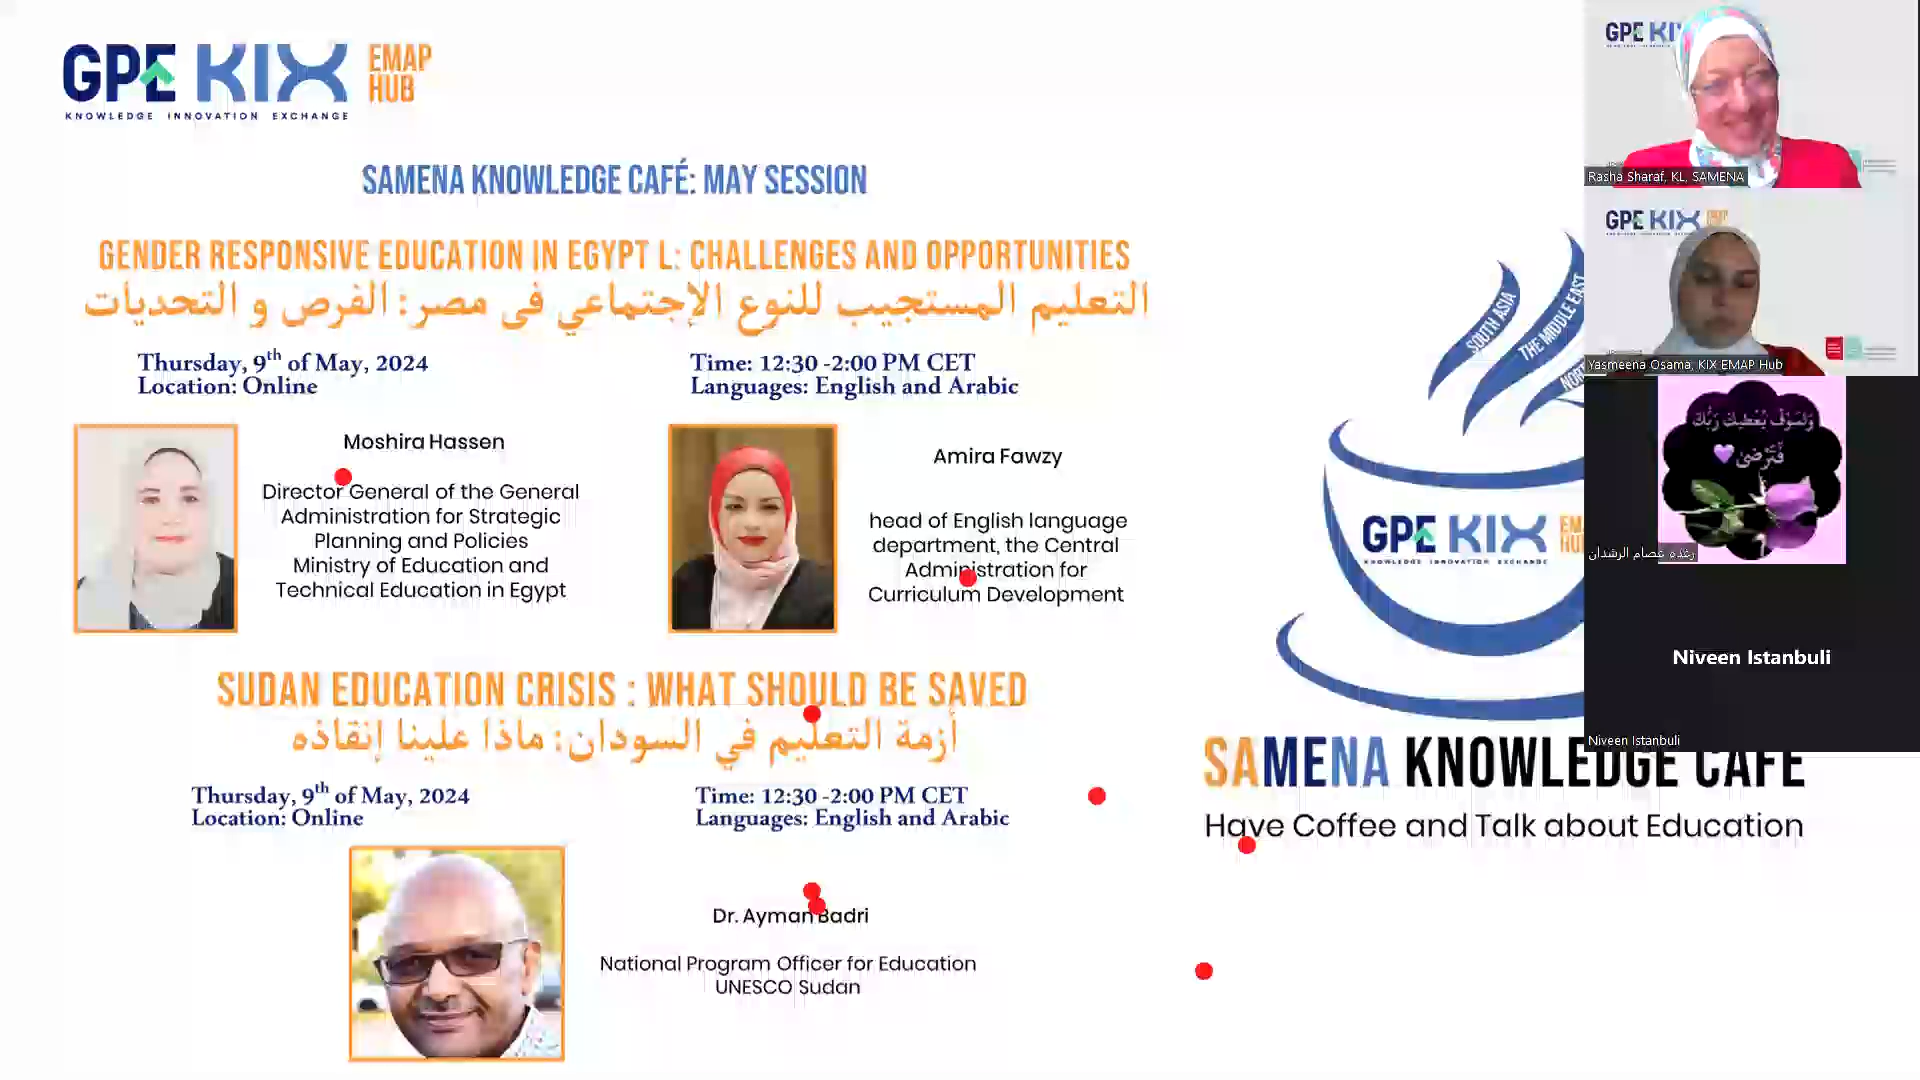 GPE KIX EMAP HUB
KNOWLEDGE INNOVATION EXCHANGE
SAMENA KNOWLEDGE CAFÉ: MAY SESSION
GENDER RESPONSIVE EDUCATION IN EGYPT L: CHALLENGES AND OPPORTUNITIES
التعليم المستجيب للنوع الإجتماعي فى مصر: الفرص و التحديات
Thursday, 9th of May, 2024
Location: Online
Time: 12:30 -2:00 PM CET
Languages: English and Arabic
Moshira Hassen
Director General of the General
Administration for Strategic
Planning and Policies
Ministry of Education and
Technical Education in Egypt
Amira Fawzy
head of English language
department, the Central
Administration for
Curriculum Development
SUDAN EDUCATION CRISIS : WHAT SHOULD BE SAVED
أزمة التعليم في السودان: ماذا علينا إنقاذه
Thursday, 9th of May, 2024
Location: Online
Time: 12:30 -2:00 PM CET
Languages: English and Arabic
Dr. Ayman Badri
National Program Officer for Education
UNESCO Sudan
SOUTH ASIA
THE MIDDLE EAST
GPE KIX
KNOWLEDGE INNOVATION EXCHANGE
SAMENA KNOWLEDGE CAFE
Have Coffee and Talk about Education
GPE KI
Rasha Sharaf, KL, SAMENA
GPE KIX
Yasmeena Osama, KIX EMAP Hub
ولسوف يعطيك ربك
فترضى
رغده عصام الرشدان
Niveen Istanbuli
Niveen Istanbuli